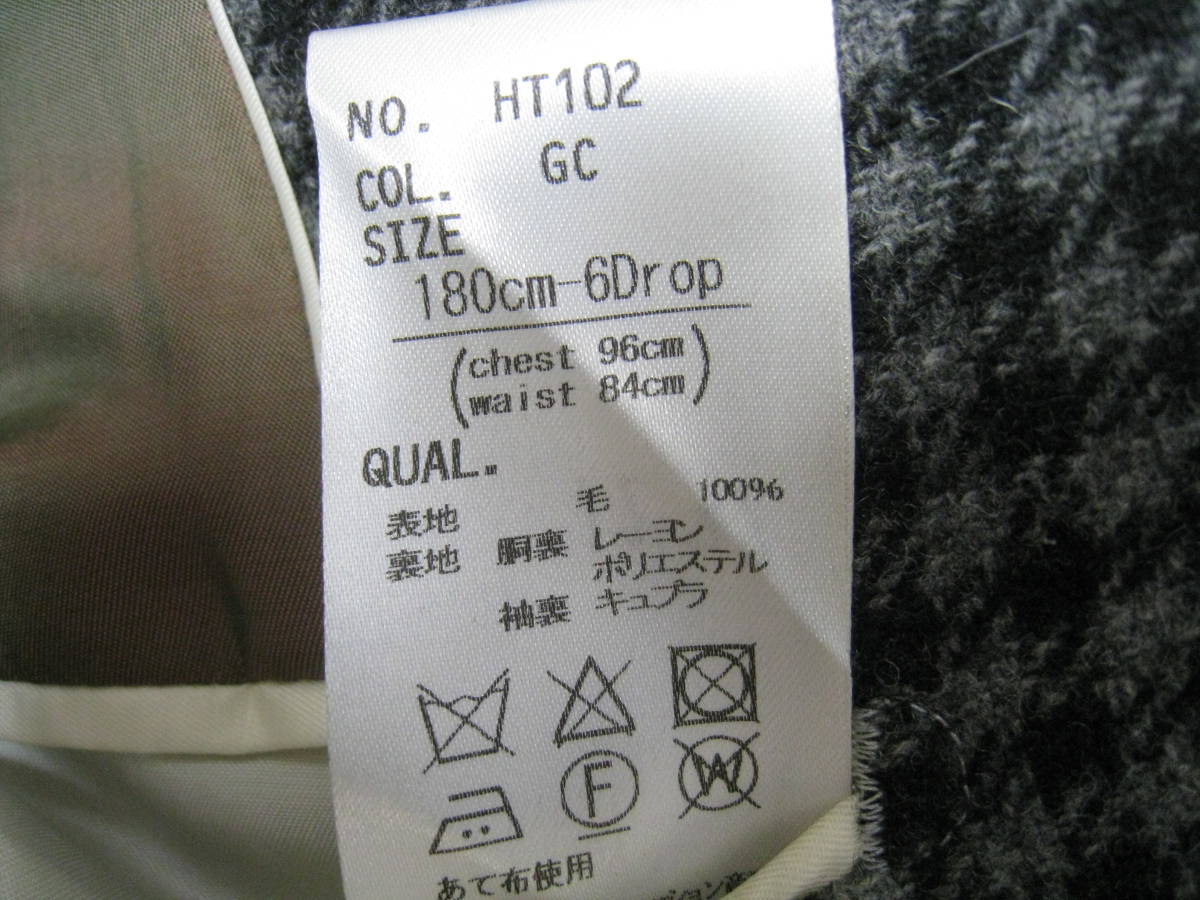 NO. HT102
COL. GC
SIZE
180cm-6Drop
(chest 96cm
waist 84cm)
QUAL.
表地 毛 100%
裏地 胴裏 レーヨン
ポリエステル
袖裏 キュプラ
F
W
あて布使用